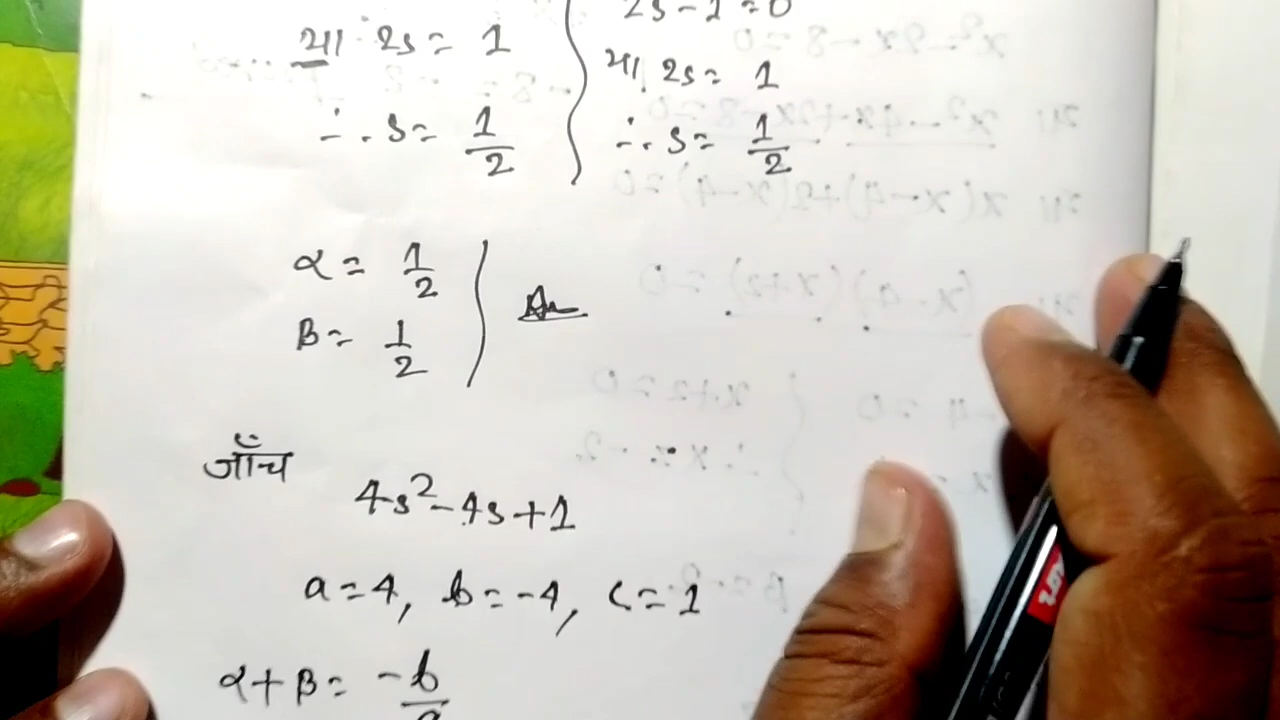 या 2s = 1
∴ s = 1/2
2s - 1 = 0
या 2s = 1
∴ s = 1/2
α = 1/2
β = 1/2
Ans
जाँच
4s² - 4s + 1
a = 4, b = -4, c = 1
α + β = -b/a